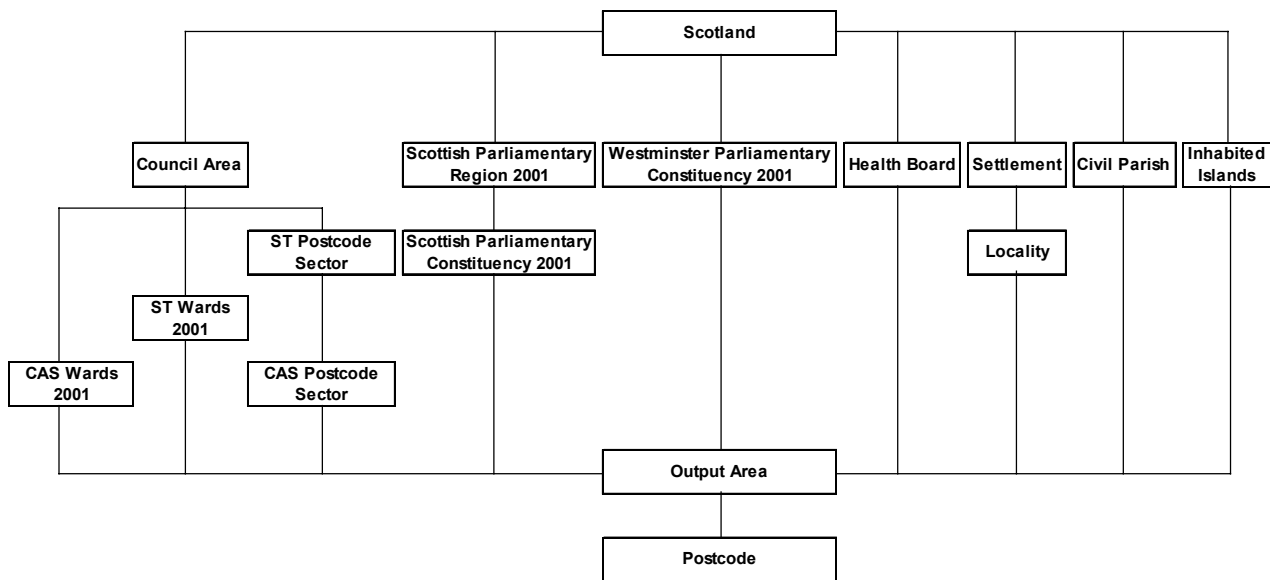 Scotland
Council Area
Scottish Parliamentary
Region 2001
Westminster Parliamentary
Constituency 2001
Health Board
Settlement
Civil Parish
Inhabited
Islands
ST Postcode
Sector
Scottish Parliamentary
Constituency 2001
Locality
ST Wards
2001
CAS Wards
2001
CAS Postcode
Sector
Output Area
Postcode